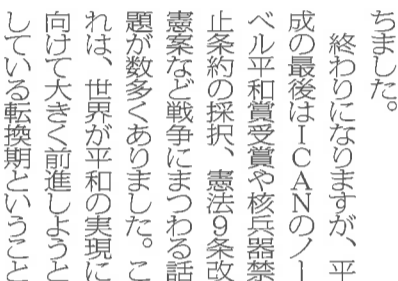 ちました。
　終わりになりますが、平
成の最後はＩＣＡＮのノー
ベル平和賞受賞や核兵器禁
止条約の採択、憲法９条改
憲案など戦争にまつわる話
題が数多くありました。こ
れは、世界が平和の実現に
向けて大きく前進しようと
している転換期ということ